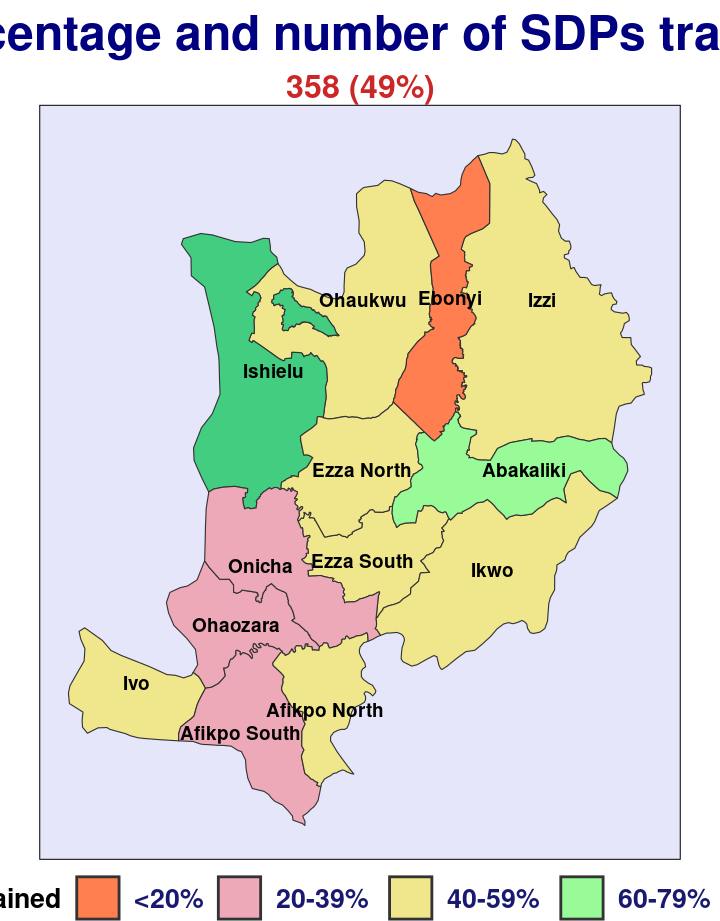 centage and number of SDPs tra
358 (49%)
Ohaukwu
Ebonyi
Izzi
Ishielu
Ezza North
Abakaliki
Ezza South
Onicha
Ikwo
Ohaozara
Ivo
Afikpo North
Afikpo South
ained <20% 20-39% 40-59% 60-79%